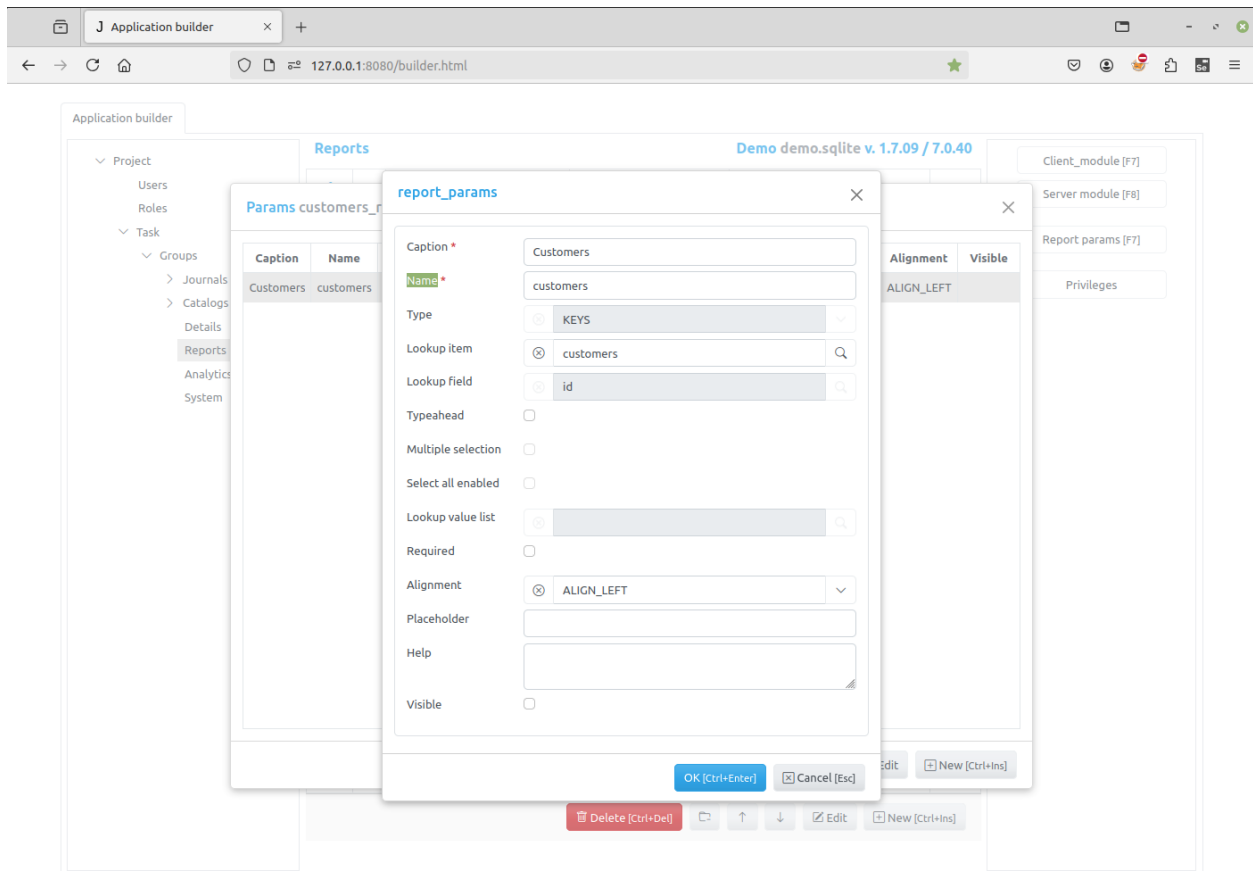 J Application builder
127.0.0.1:8080/builder.html
Se
Application builder
Project
Users
Roles
Task
Groups
Journals
Catalogs
Details
Reports
Analytics
System
Reports
Demo demo.sqlite v. 1.7.09 / 7.0.40
Client_module [F7]
Server module [F8]
Report params [F7]
Privileges
Params customers_r
Caption Name Alignment Visible
Customers customers ALIGN_LEFT
report_params
Caption * Customers
Name * customers
Type KEYS
Lookup item customers
Lookup field id
Typeahead
Multiple selection
Select all enabled
Lookup value list
Required
Alignment ALIGN_LEFT
Placeholder
Help
Visible
OK [Ctrl+Enter] Cancel [Esc]
Edit New [Ctrl+Ins]
Delete [Ctrl+Del] Edit New [Ctrl+Ins]